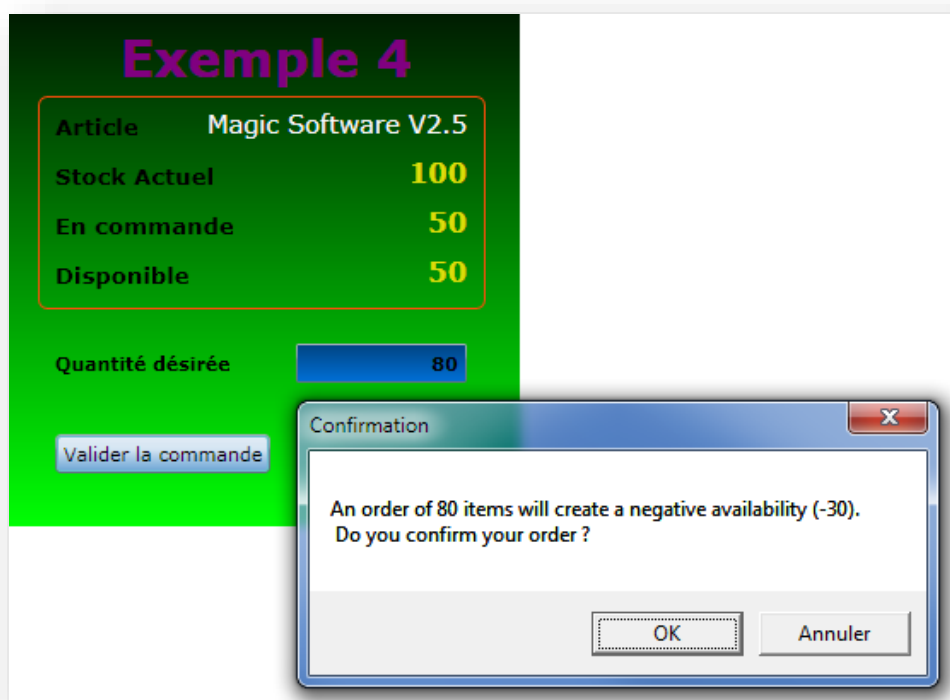 Exemple 4
Article Magic Software V2.5
Stock Actuel 100
En commande 50
Disponible 50
Quantité désirée 80
Valider la commande
Confirmation
An order of 80 items will create a negative availability (-30).
Do you confirm your order ?
OK Annuler